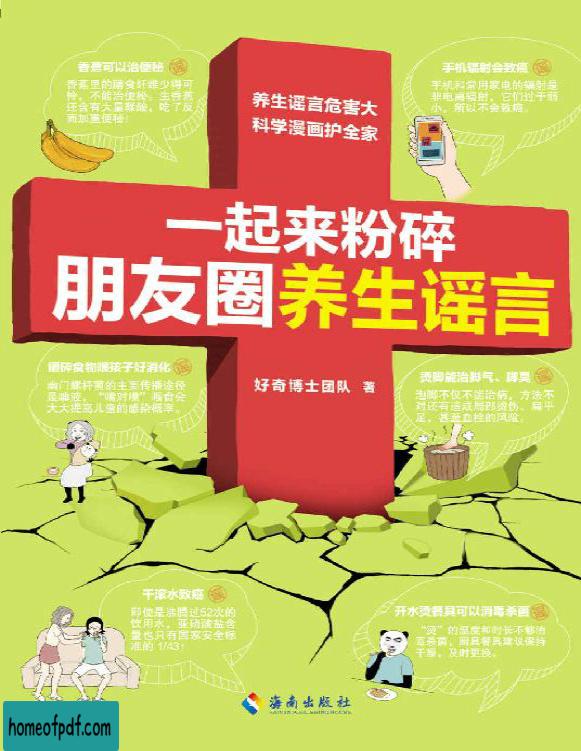 香蕉可以治便秘
谣
香蕉里的膳食纤维少得可
怜，不能治便秘。生香蕉
还含有大量鞣酸，吃了反
而加重便秘！
养生谣言危害大
科学漫画护全家
手机辐射会致癌
谣
手机和常用家电的辐射是
非电离辐射，它们过于弱
小，所以不会致癌。
一起来粉碎
朋友圈养生谣言
好奇博士团队 著
嚼碎食物喂孩子好消化
谣
幽门螺杆菌的主要传播途径
是唾液，“嘴对嘴”喂食会
大大提高儿童的感染概率。
烫脚能治脚气、脚臭
谣
泡脚不仅不能治病，方法不
对还有造成局部烫伤、扁平
足，甚至血栓的风险。
千滚水致癌
谣
即使是沸腾过52次的
饮用水，亚硝酸盐含
量也只有国家安全标
准的 1/43！
开水烫餐具可以消毒杀菌
谣
“烫”的温度和时长不够消
毒杀菌，厨具餐具建议保持
干燥，及时更换。
海南出版社
homeofpdf.com